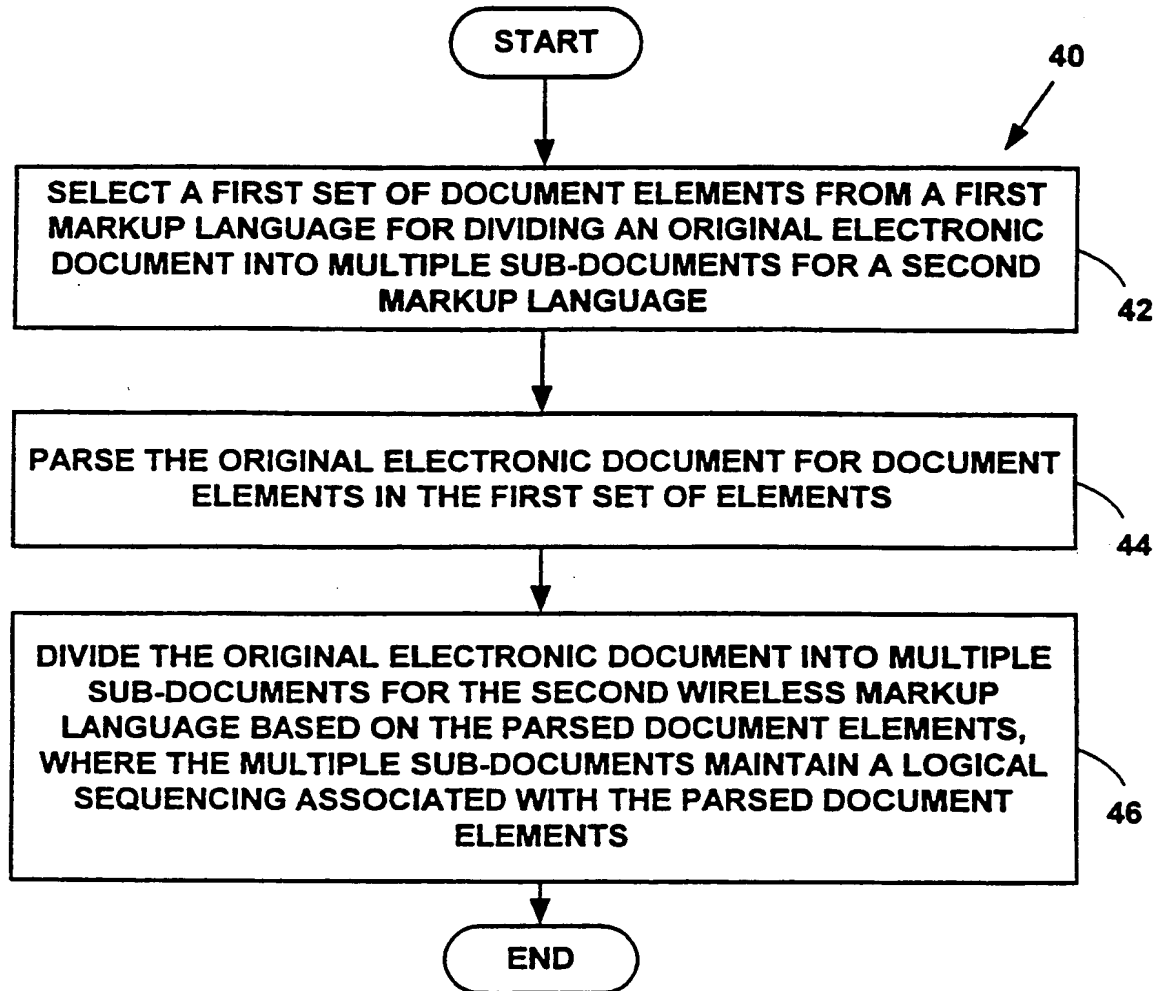 START
40
SELECT A FIRST SET OF DOCUMENT ELEMENTS FROM A FIRST
MARKUP LANGUAGE FOR DIVIDING AN ORIGINAL ELECTRONIC
DOCUMENT INTO MULTIPLE SUB-DOCUMENTS FOR A SECOND
MARKUP LANGUAGE
42
PARSE THE ORIGINAL ELECTRONIC DOCUMENT FOR DOCUMENT
ELEMENTS IN THE FIRST SET OF ELEMENTS
44
DIVIDE THE ORIGINAL ELECTRONIC DOCUMENT INTO MULTIPLE
SUB-DOCUMENTS FOR THE SECOND WIRELESS MARKUP
LANGUAGE BASED ON THE PARSED DOCUMENT ELEMENTS,
WHERE THE MULTIPLE SUB-DOCUMENTS MAINTAIN A LOGICAL
SEQUENCING ASSOCIATED WITH THE PARSED DOCUMENT
ELEMENTS
46
END